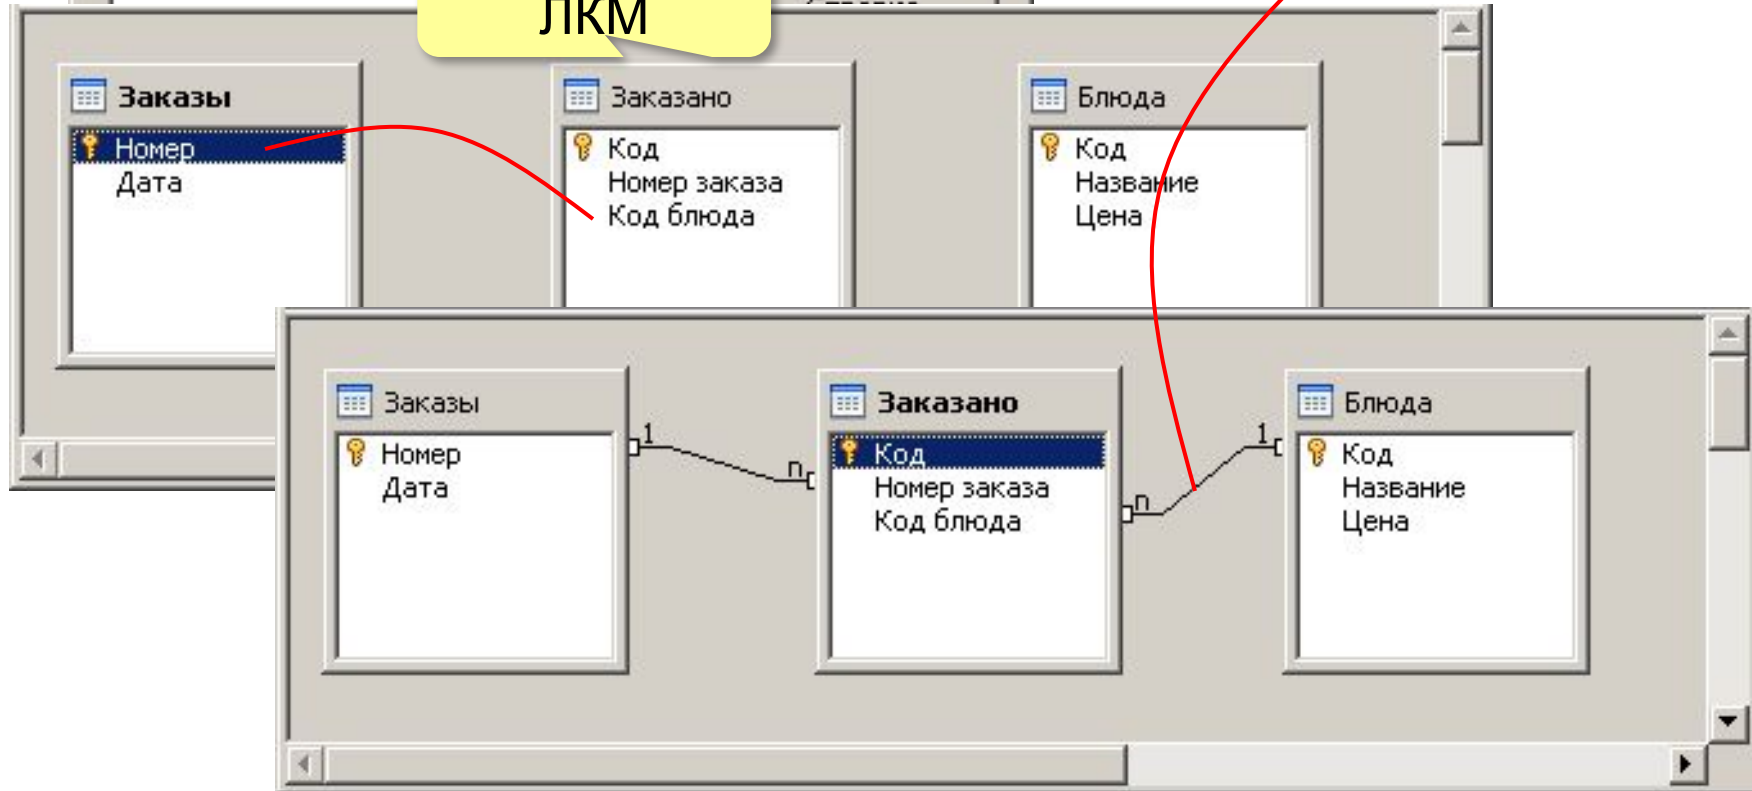 ЛКМ
Заказы
Номер
Дата
Заказано
Код
Номер заказа
Код блюда
Блюда
Код
Название
Цена
Заказы
Номер
Дата
1
n
Заказано
Код
Номер заказа
Код блюда
n
1
Блюда
Код
Название
Цена